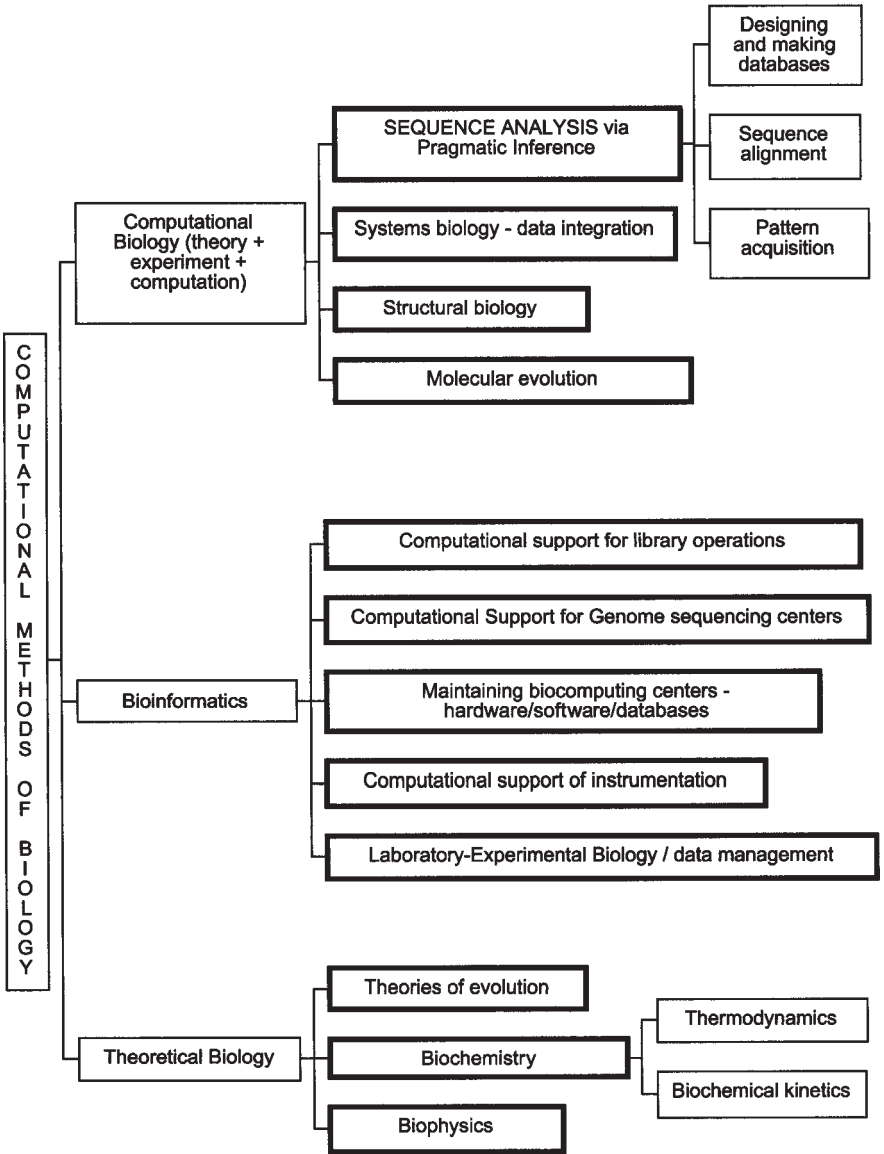 COMPUTATIONAL METHODS OF BIOLOGY
Computational
Biology (theory +
experiment +
computation)
SEQUENCE ANALYSIS via
Pragmatic Inference
Designing
and making
databases
Sequence
alignment
Pattern
acquisition
Systems biology - data integration
Structural biology
Molecular evolution
Bioinformatics
Computational support for library operations
Computational Support for Genome sequencing centers
Maintaining biocomputing centers -
hardware/software/databases
Computational support of instrumentation
Laboratory-Experimental Biology / data management
Theoretical Biology
Theories of evolution
Biochemistry
Thermodynamics
Biochemical kinetics
Biophysics